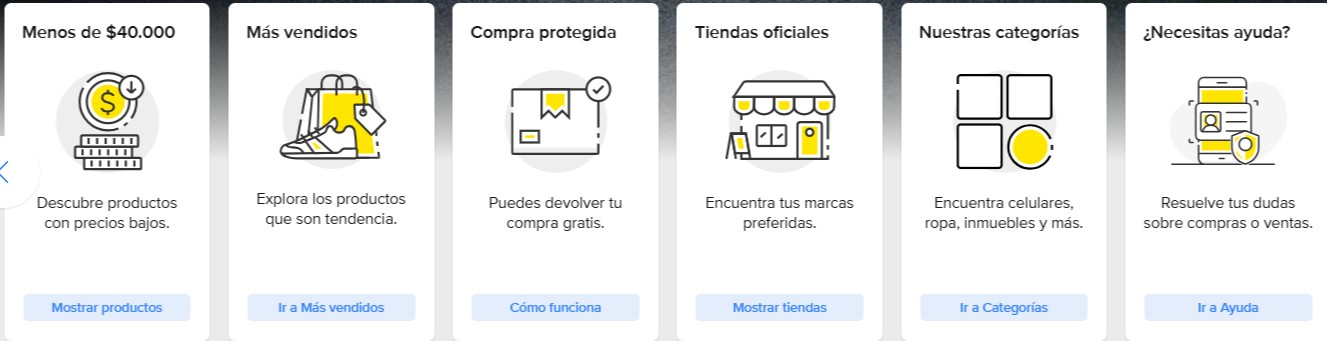 Menos de $40.000
Descubre productos
con precios bajos.
Mostrar productos
Más vendidos
Explora los productos
que son tendencia.
Ir a Más vendidos
Compra protegida
Puedes devolver tu
compra gratis.
Cómo funciona
Tiendas oficiales
Encuentra tus marcas
preferidas.
Mostrar tiendas
Nuestras categorías
Encuentra celulares,
ropa, inmuebles y más.
Ir a Categorías
¿Necesitas ayuda?
Resuelve tus dudas
sobre compras o ventas.
Ir a Ayuda